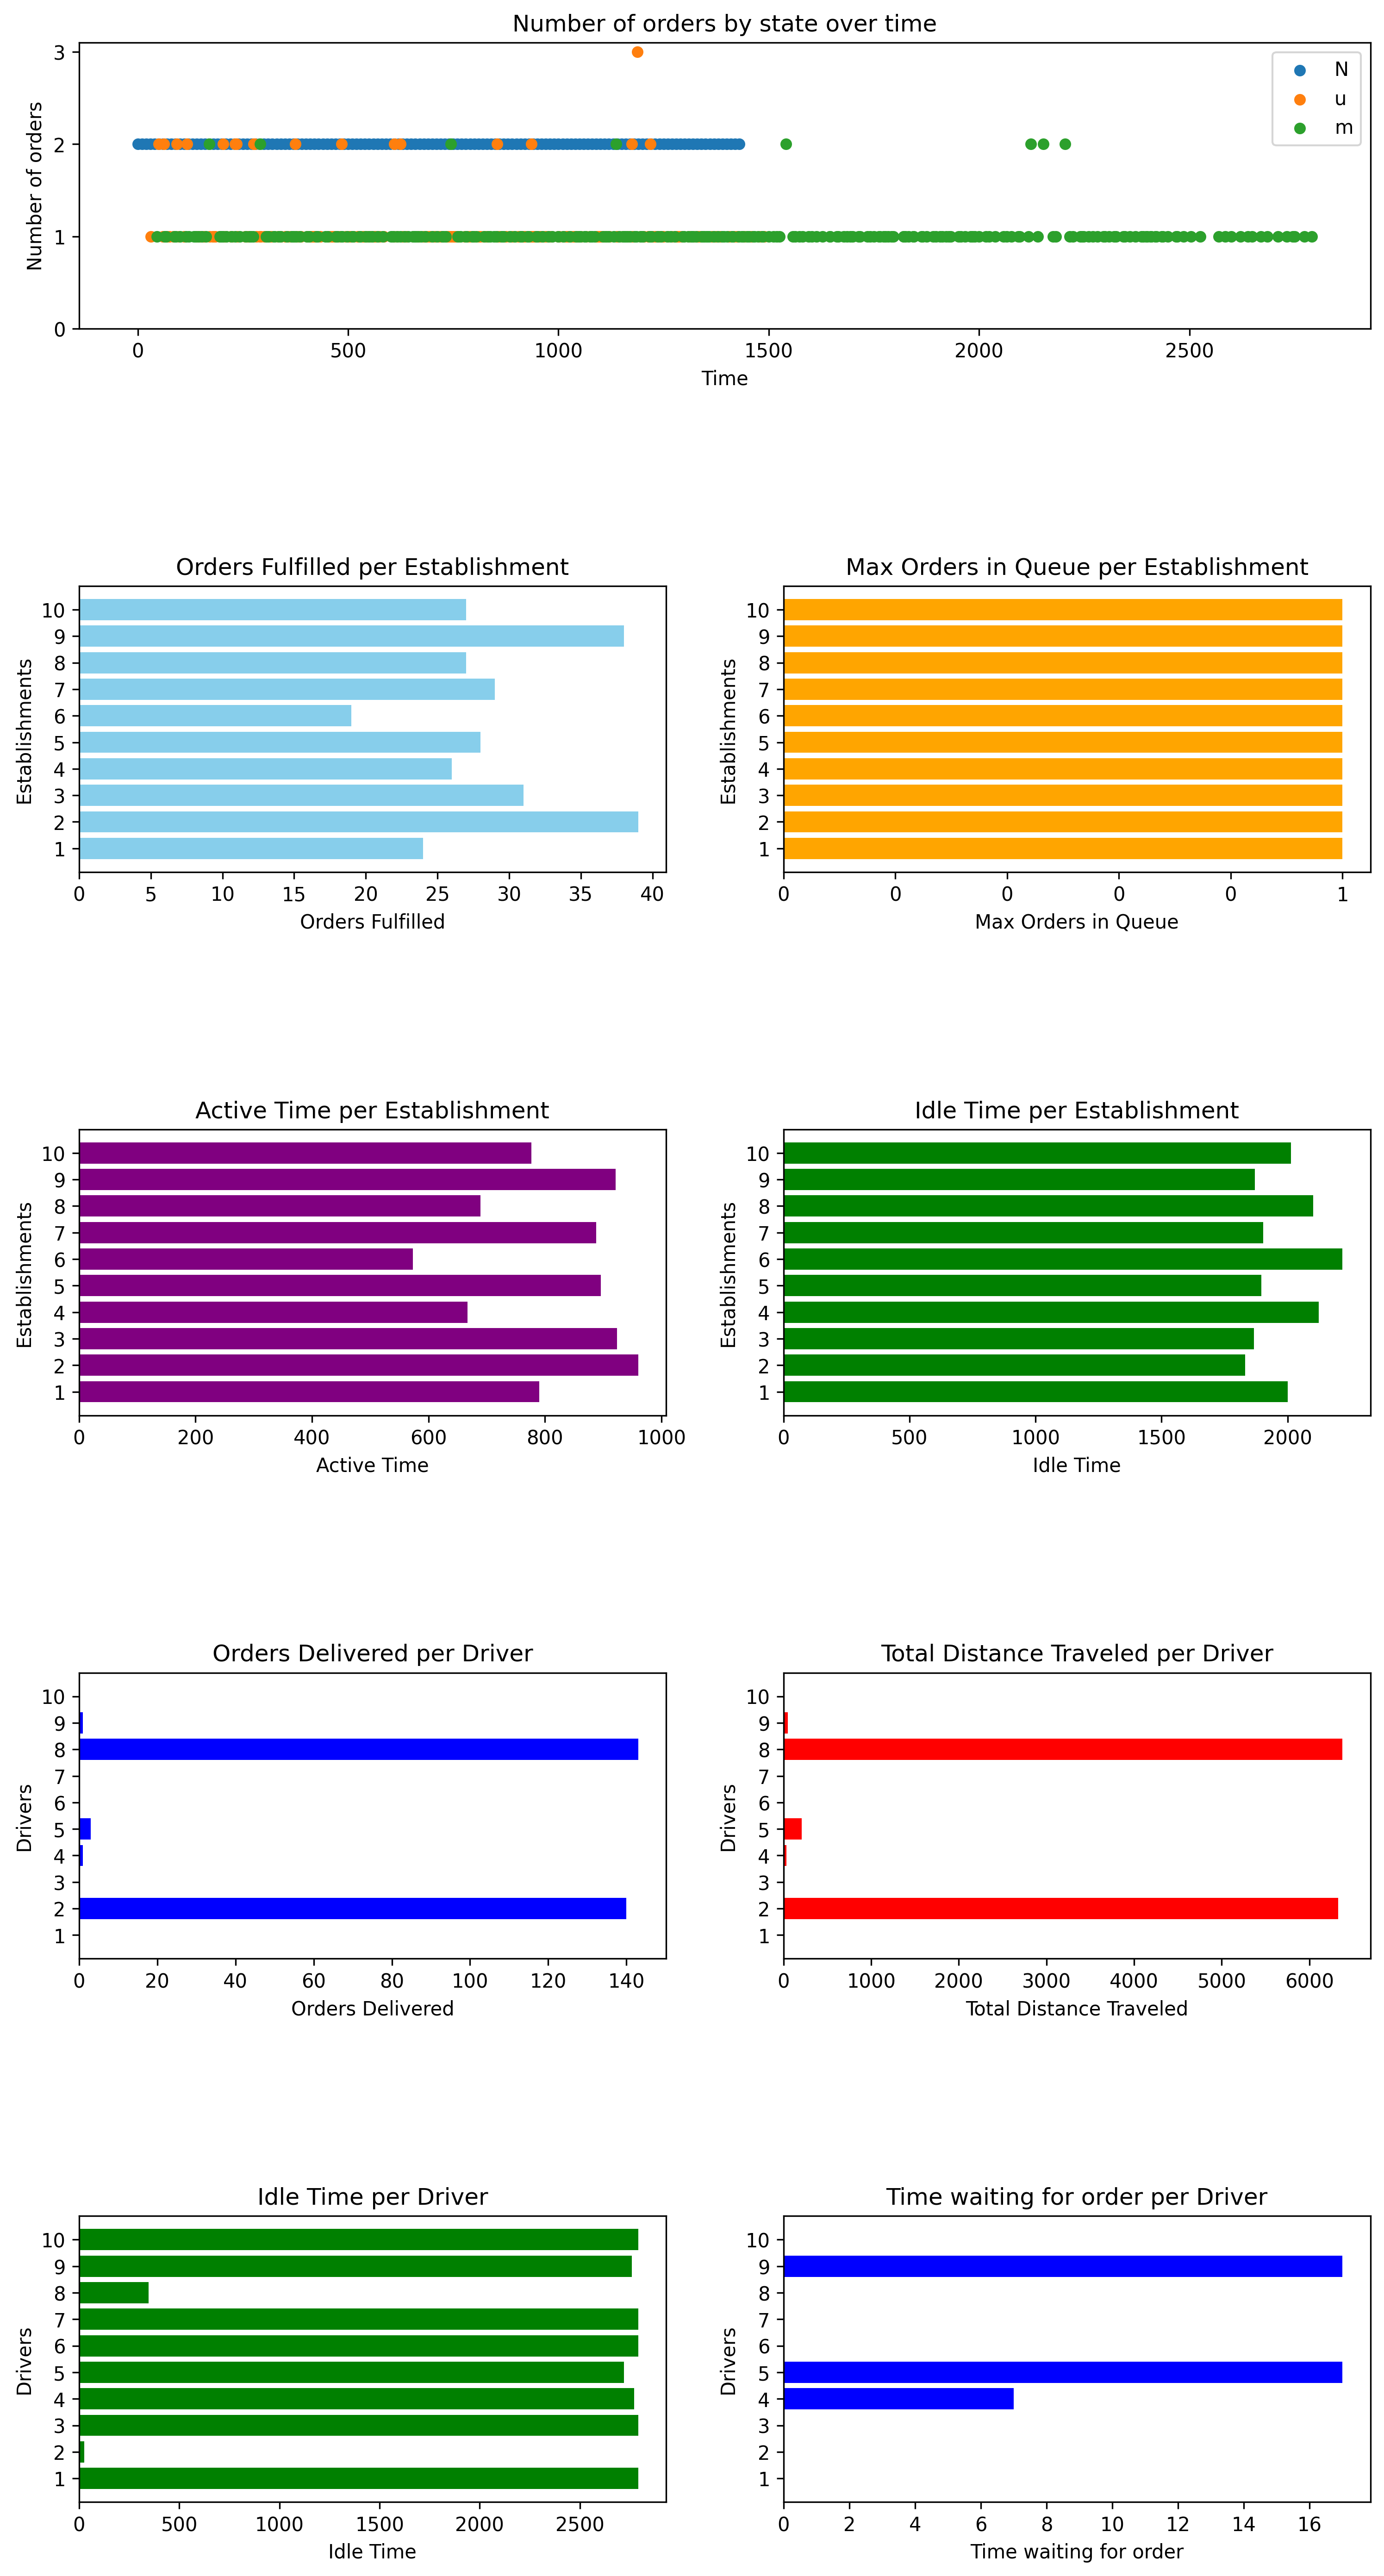 Number of orders by state over time
Number of orders
3
2
1
0
N
u
m
0 500 1000 1500 2000 2500
Time
Orders Fulfilled per Establishment
Establishments
10
9
8
7
6
5
4
3
2
1
0 5 10 15 20 25 30 35 40
Orders Fulfilled
Max Orders in Queue per Establishment
Establishments
10
9
8
7
6
5
4
3
2
1
0 0 0 0 0 1
Max Orders in Queue
Active Time per Establishment
Establishments
10
9
8
7
6
5
4
3
2
1
0 200 400 600 800 1000
Active Time
Idle Time per Establishment
Establishments
10
9
8
7
6
5
4
3
2
1
0 500 1000 1500 2000
Idle Time
Orders Delivered per Driver
Drivers
10
9
8
7
6
5
4
3
2
1
0 20 40 60 80 100 120 140
Orders Delivered
Total Distance Traveled per Driver
Drivers
10
9
8
7
6
5
4
3
2
1
0 1000 2000 3000 4000 5000 6000
Total Distance Traveled
Idle Time per Driver
Drivers
10
9
8
7
6
5
4
3
2
1
0 500 1000 1500 2000 2500
Idle Time
Time waiting for order per Driver
Drivers
10
9
8
7
6
5
4
3
2
1
0 2 4 6 8 10 12 14 16
Time waiting for order